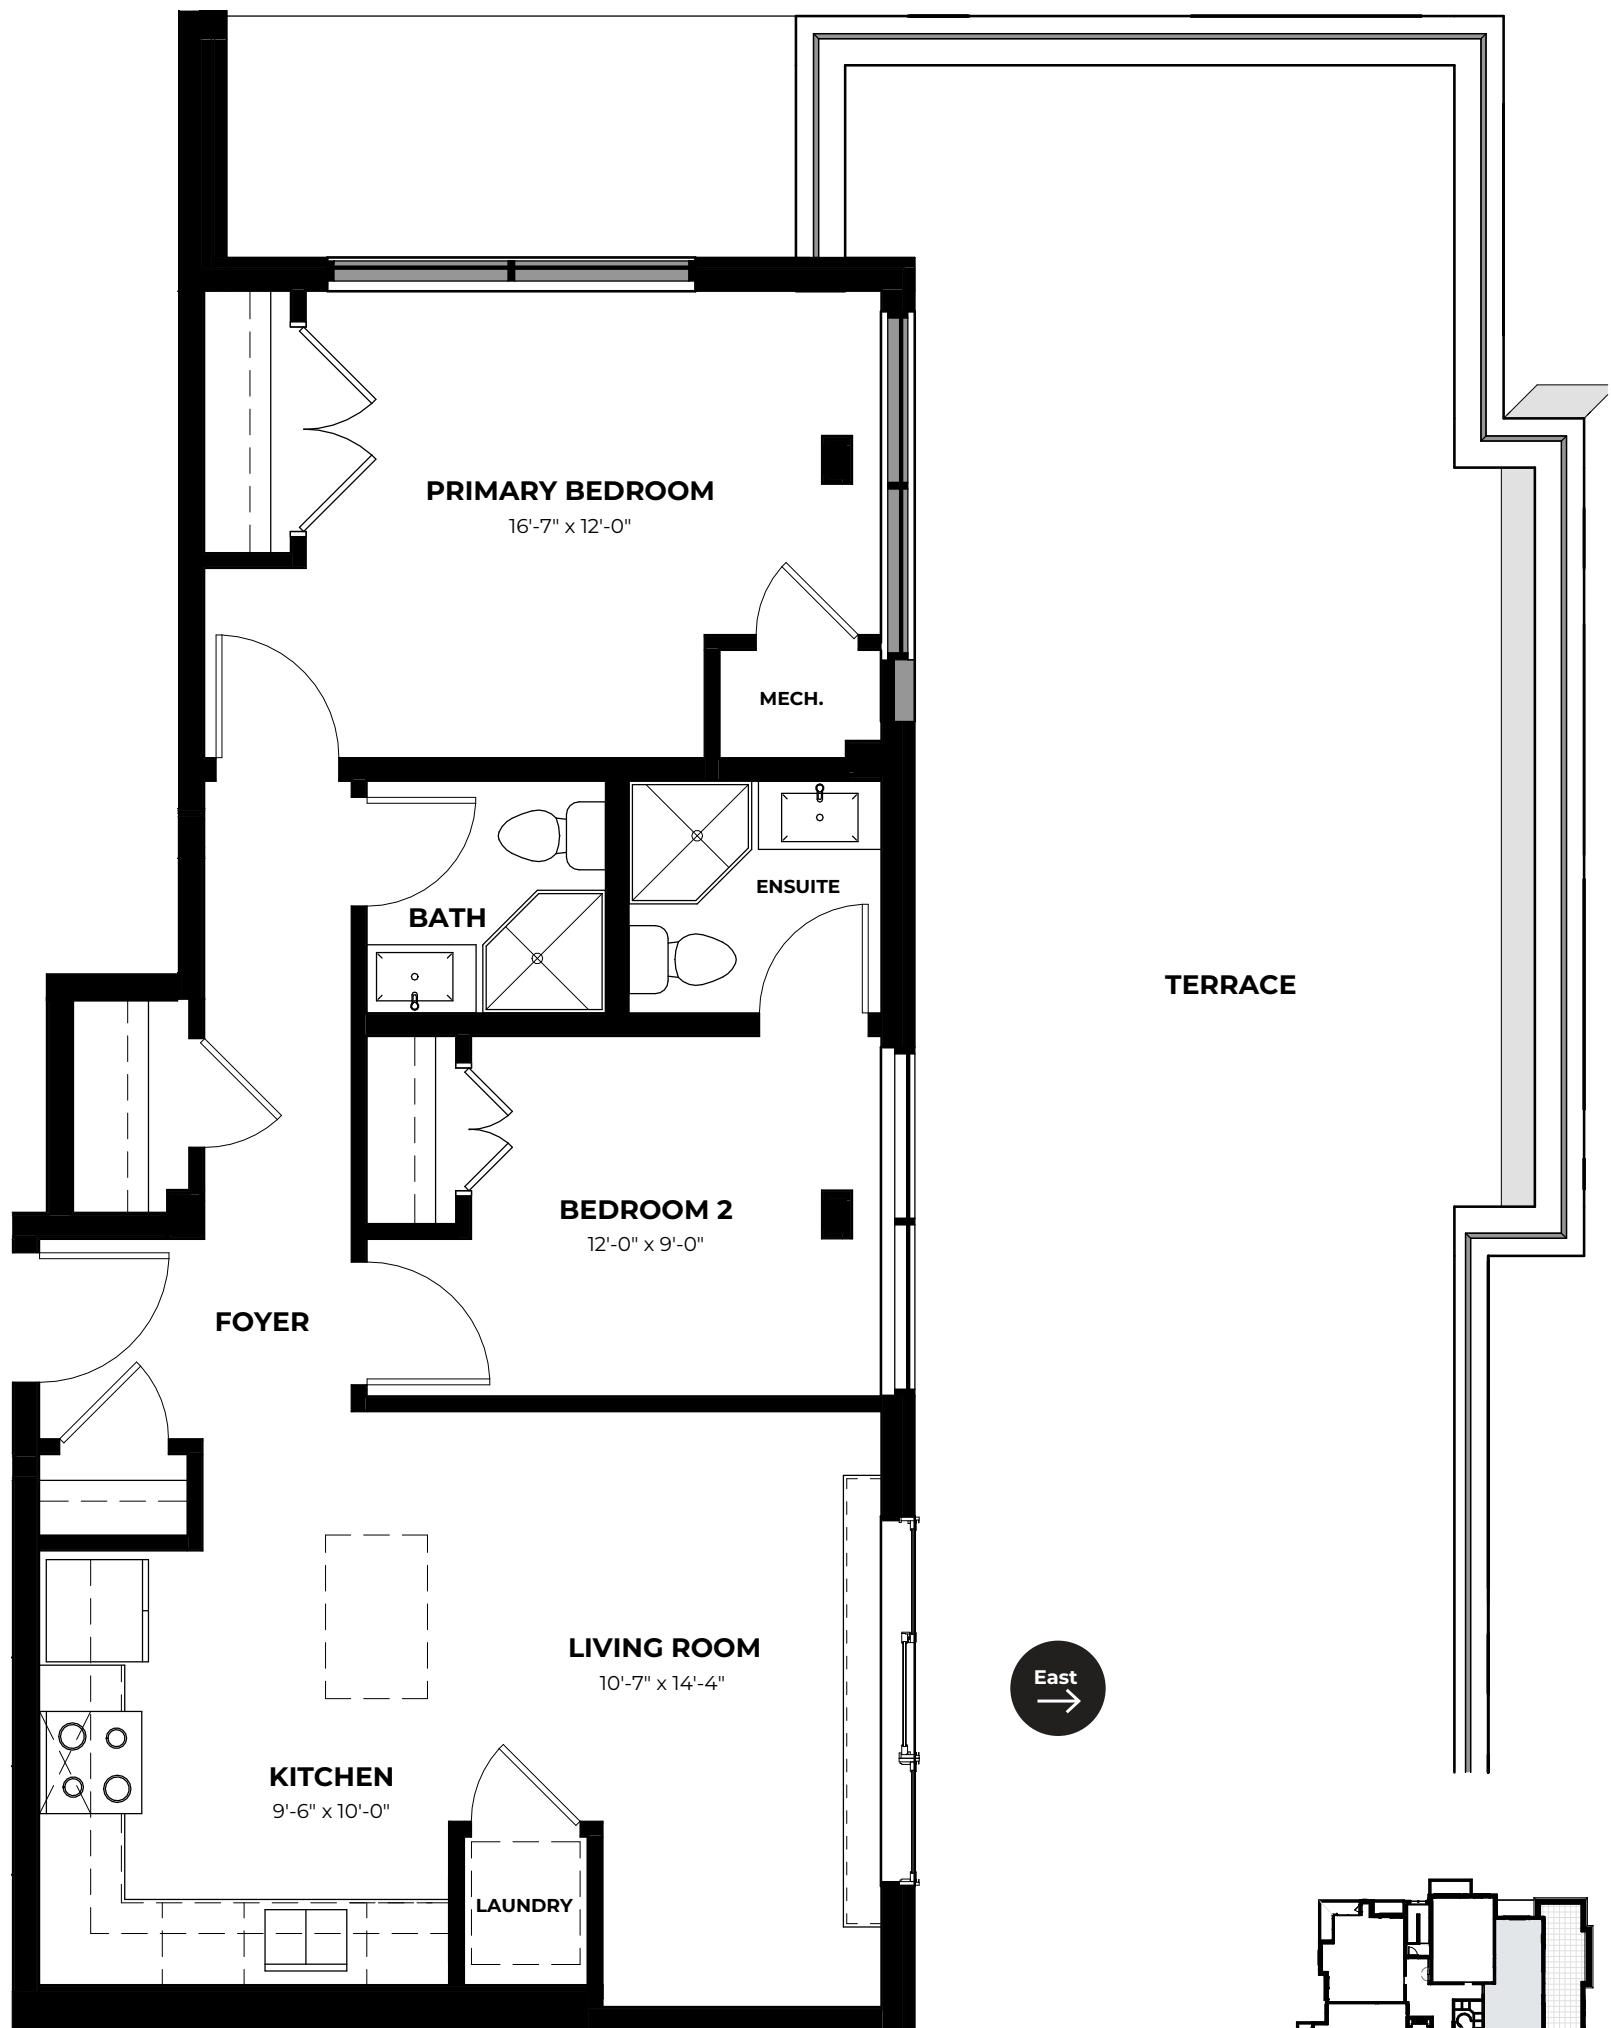 PRIMARY BEDROOM
16'-7" x 12'-0"
MECH.
ENSUITE
BATH
TERRACE
BEDROOM 2
12'-0" x 9'-0"
FOYER
LIVING ROOM
10'-7" x 14'-4"
East
KITCHEN
9'-6" x 10'-0"
LAUNDRY